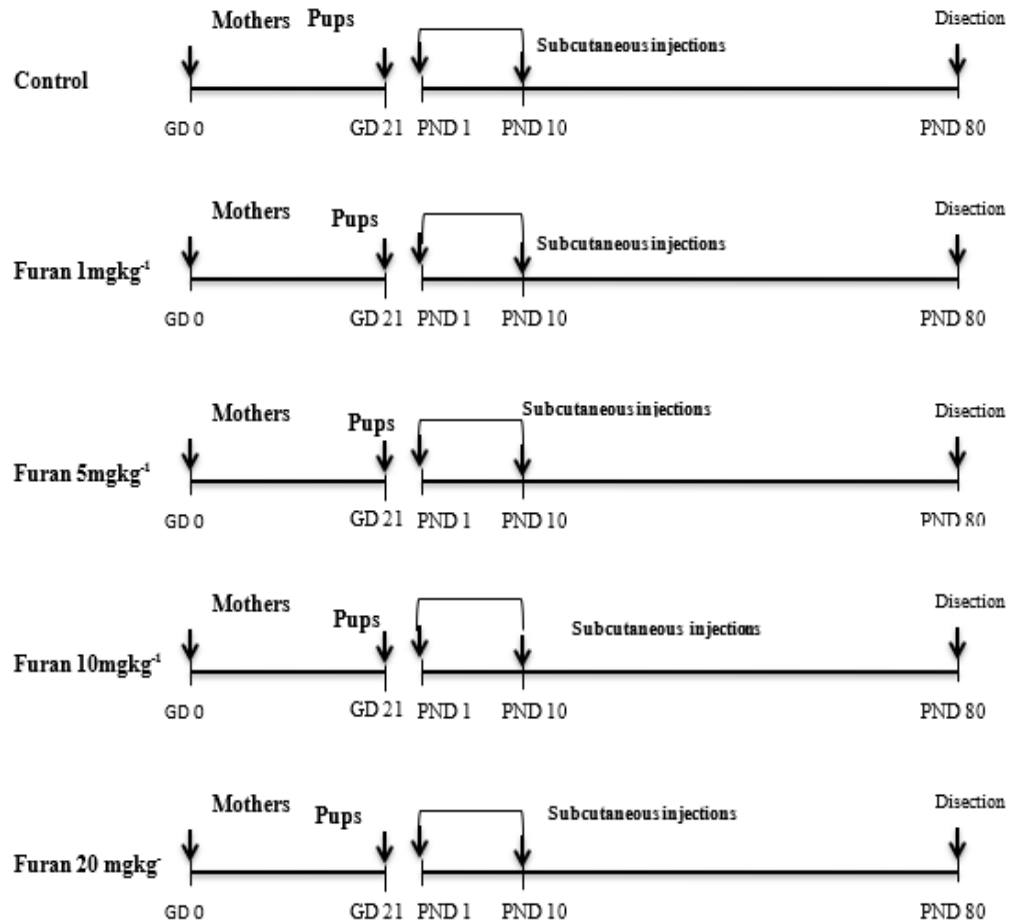 Disection
Mothers Pups
Subcutaneous injections
Control
GD 0 GD 21 PND 1 PND 10 PND 80
Disection
Mothers Pups
Subcutaneous injections
Furan 1mgkg⁻¹
GD 0 GD 21 PND 1 PND 10 PND 80
Disection
Mothers Pups
Subcutaneous injections
Furan 5mgkg⁻¹
GD 0 GD 21 PND 1 PND 10 PND 80
Disection
Mothers Pups
Subcutaneous injections
Furan 10mgkg⁻¹
GD 0 GD 21 PND 1 PND 10 PND 80
Disection
Mothers Pups
Subcutaneous injections
Furan 20 mgkg⁻
GD 0 GD 21 PND 1 PND 10 PND 80